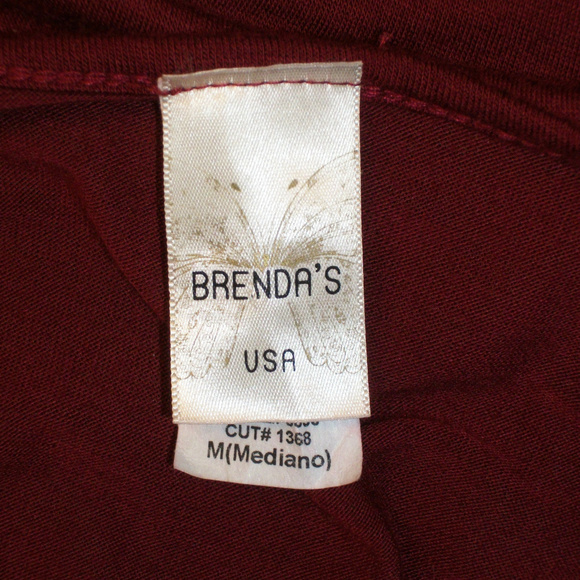 BRENDA'S
USA
CUT# 1368
M(Mediano)